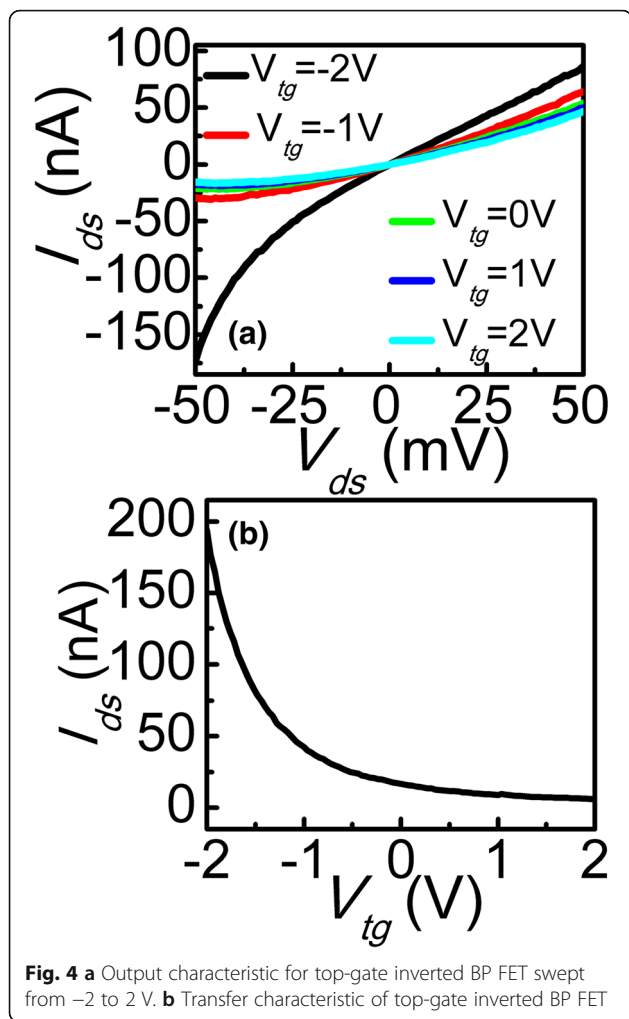 100
50
0
-50
-100
-150
I_ds (nA)
V_tg=-2V
V_tg=-1V
V_tg=0V
V_tg=1V
V_tg=2V
(a)
-50 -25 0 25 50
V_ds (mV)
200
150
100
50
0
I_ds (nA)
(b)
-2 -1 0 1 2
V_tg (V)
Fig. 4 a Output characteristic for top-gate inverted BP FET swept
from −2 to 2 V. b Transfer characteristic of top-gate inverted BP FET